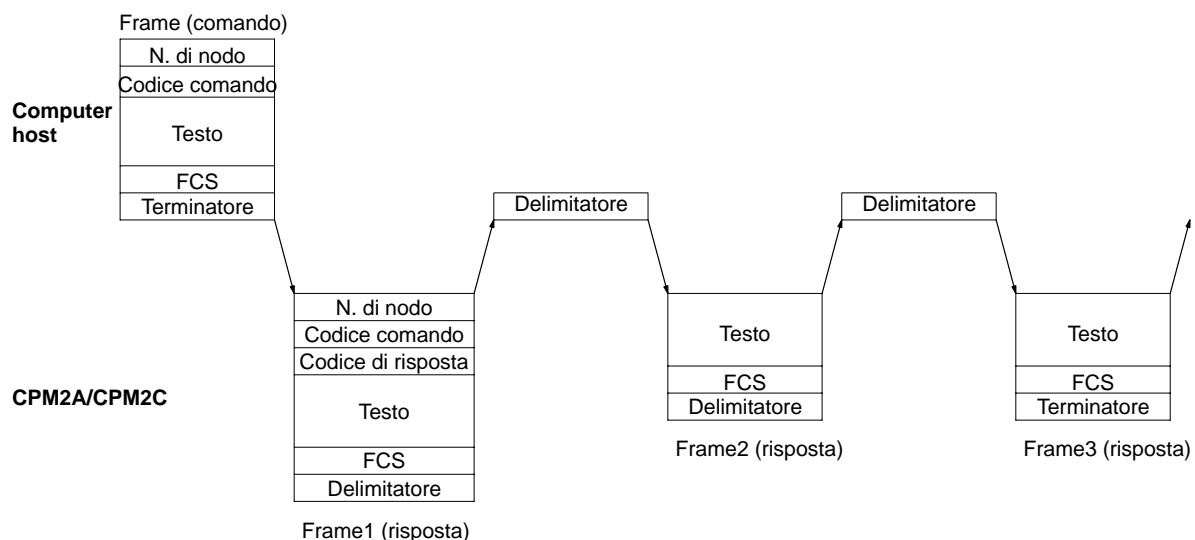 Frame (comando)
N. di nodo
Codice comando
Computer
host
Testo
FCS
Terminatore
Delimitatore
Delimitatore
CPM2A/CPM2C
N. di nodo
Codice comando
Codice di risposta
Testo
FCS
Delimitatore
Frame1 (risposta)
Testo
FCS
Delimitatore
Frame2 (risposta)
Testo
FCS
Terminatore
Frame3 (risposta)